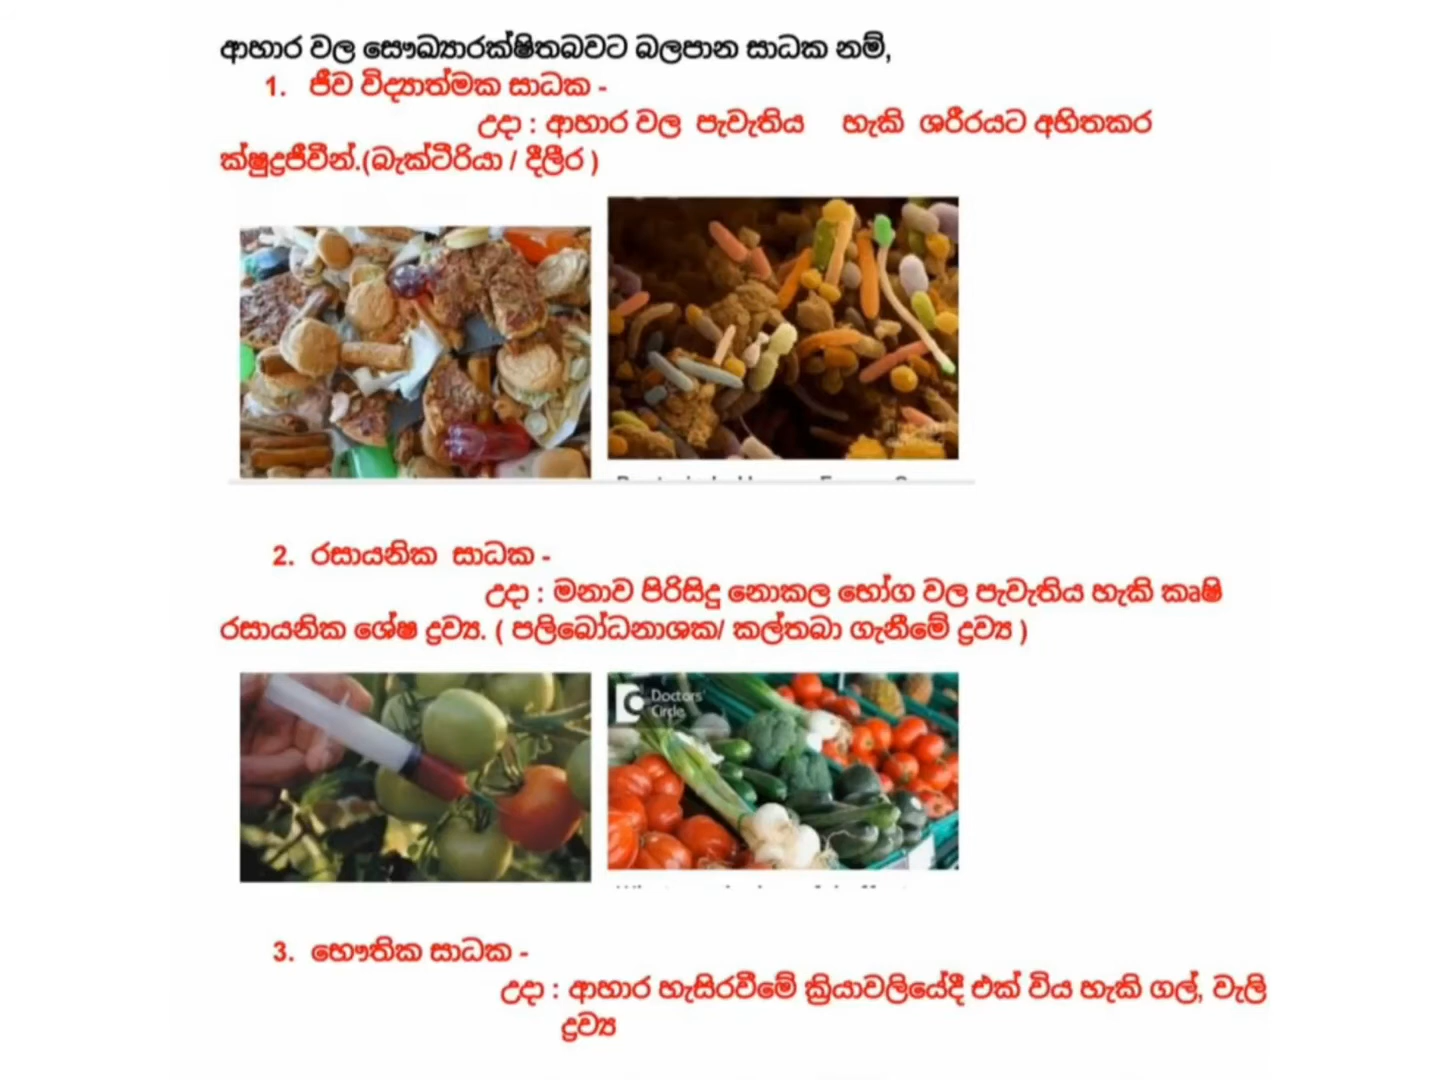 ආහාර වල සෞඛ්‍යාරක්ෂිතබවට බලපාන සාධක නම්,
1. ජීව විද්‍යාත්මක සාධක -
උදා : ආහාර වල පැවැතිය හැකි ශරීරයට අහිතකර
ක්ෂුද්‍රජීවීන්.(බැක්ටීරියා / දිලීර )
2. රසායනික සාධක -
උදා : මනාව පිරිසිදු නොකල භෝග වල පැවැතිය හැකි කෘෂි
රසායනික ශේෂ ද්‍රව්‍ය. ( පලිබෝධනාශක/ කල්තබා ගැනීමේ ද්‍රව්‍ය )
Doctors'
Circle
3. භෞතික සාධක -
උදා : ආහාර හැසිරවීමේ ක්‍රියාවලියේදී එක් විය හැකි ගල්, වැලි
ද්‍රව්‍ය